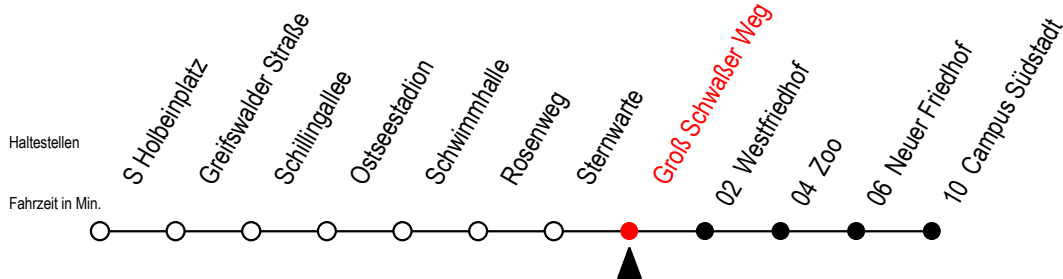 S Holbeinplatz
Greifswalder Straße
Schillingallee
Ostseestadion
Schwimmhalle
Rosenweg
Sternwarte
Groß Schwaßer Weg
02 Westfriedhof
04 Zoo
06 Neuer Friedhof
10 Campus Südstadt
Haltestellen
Fahrzeit in Min.